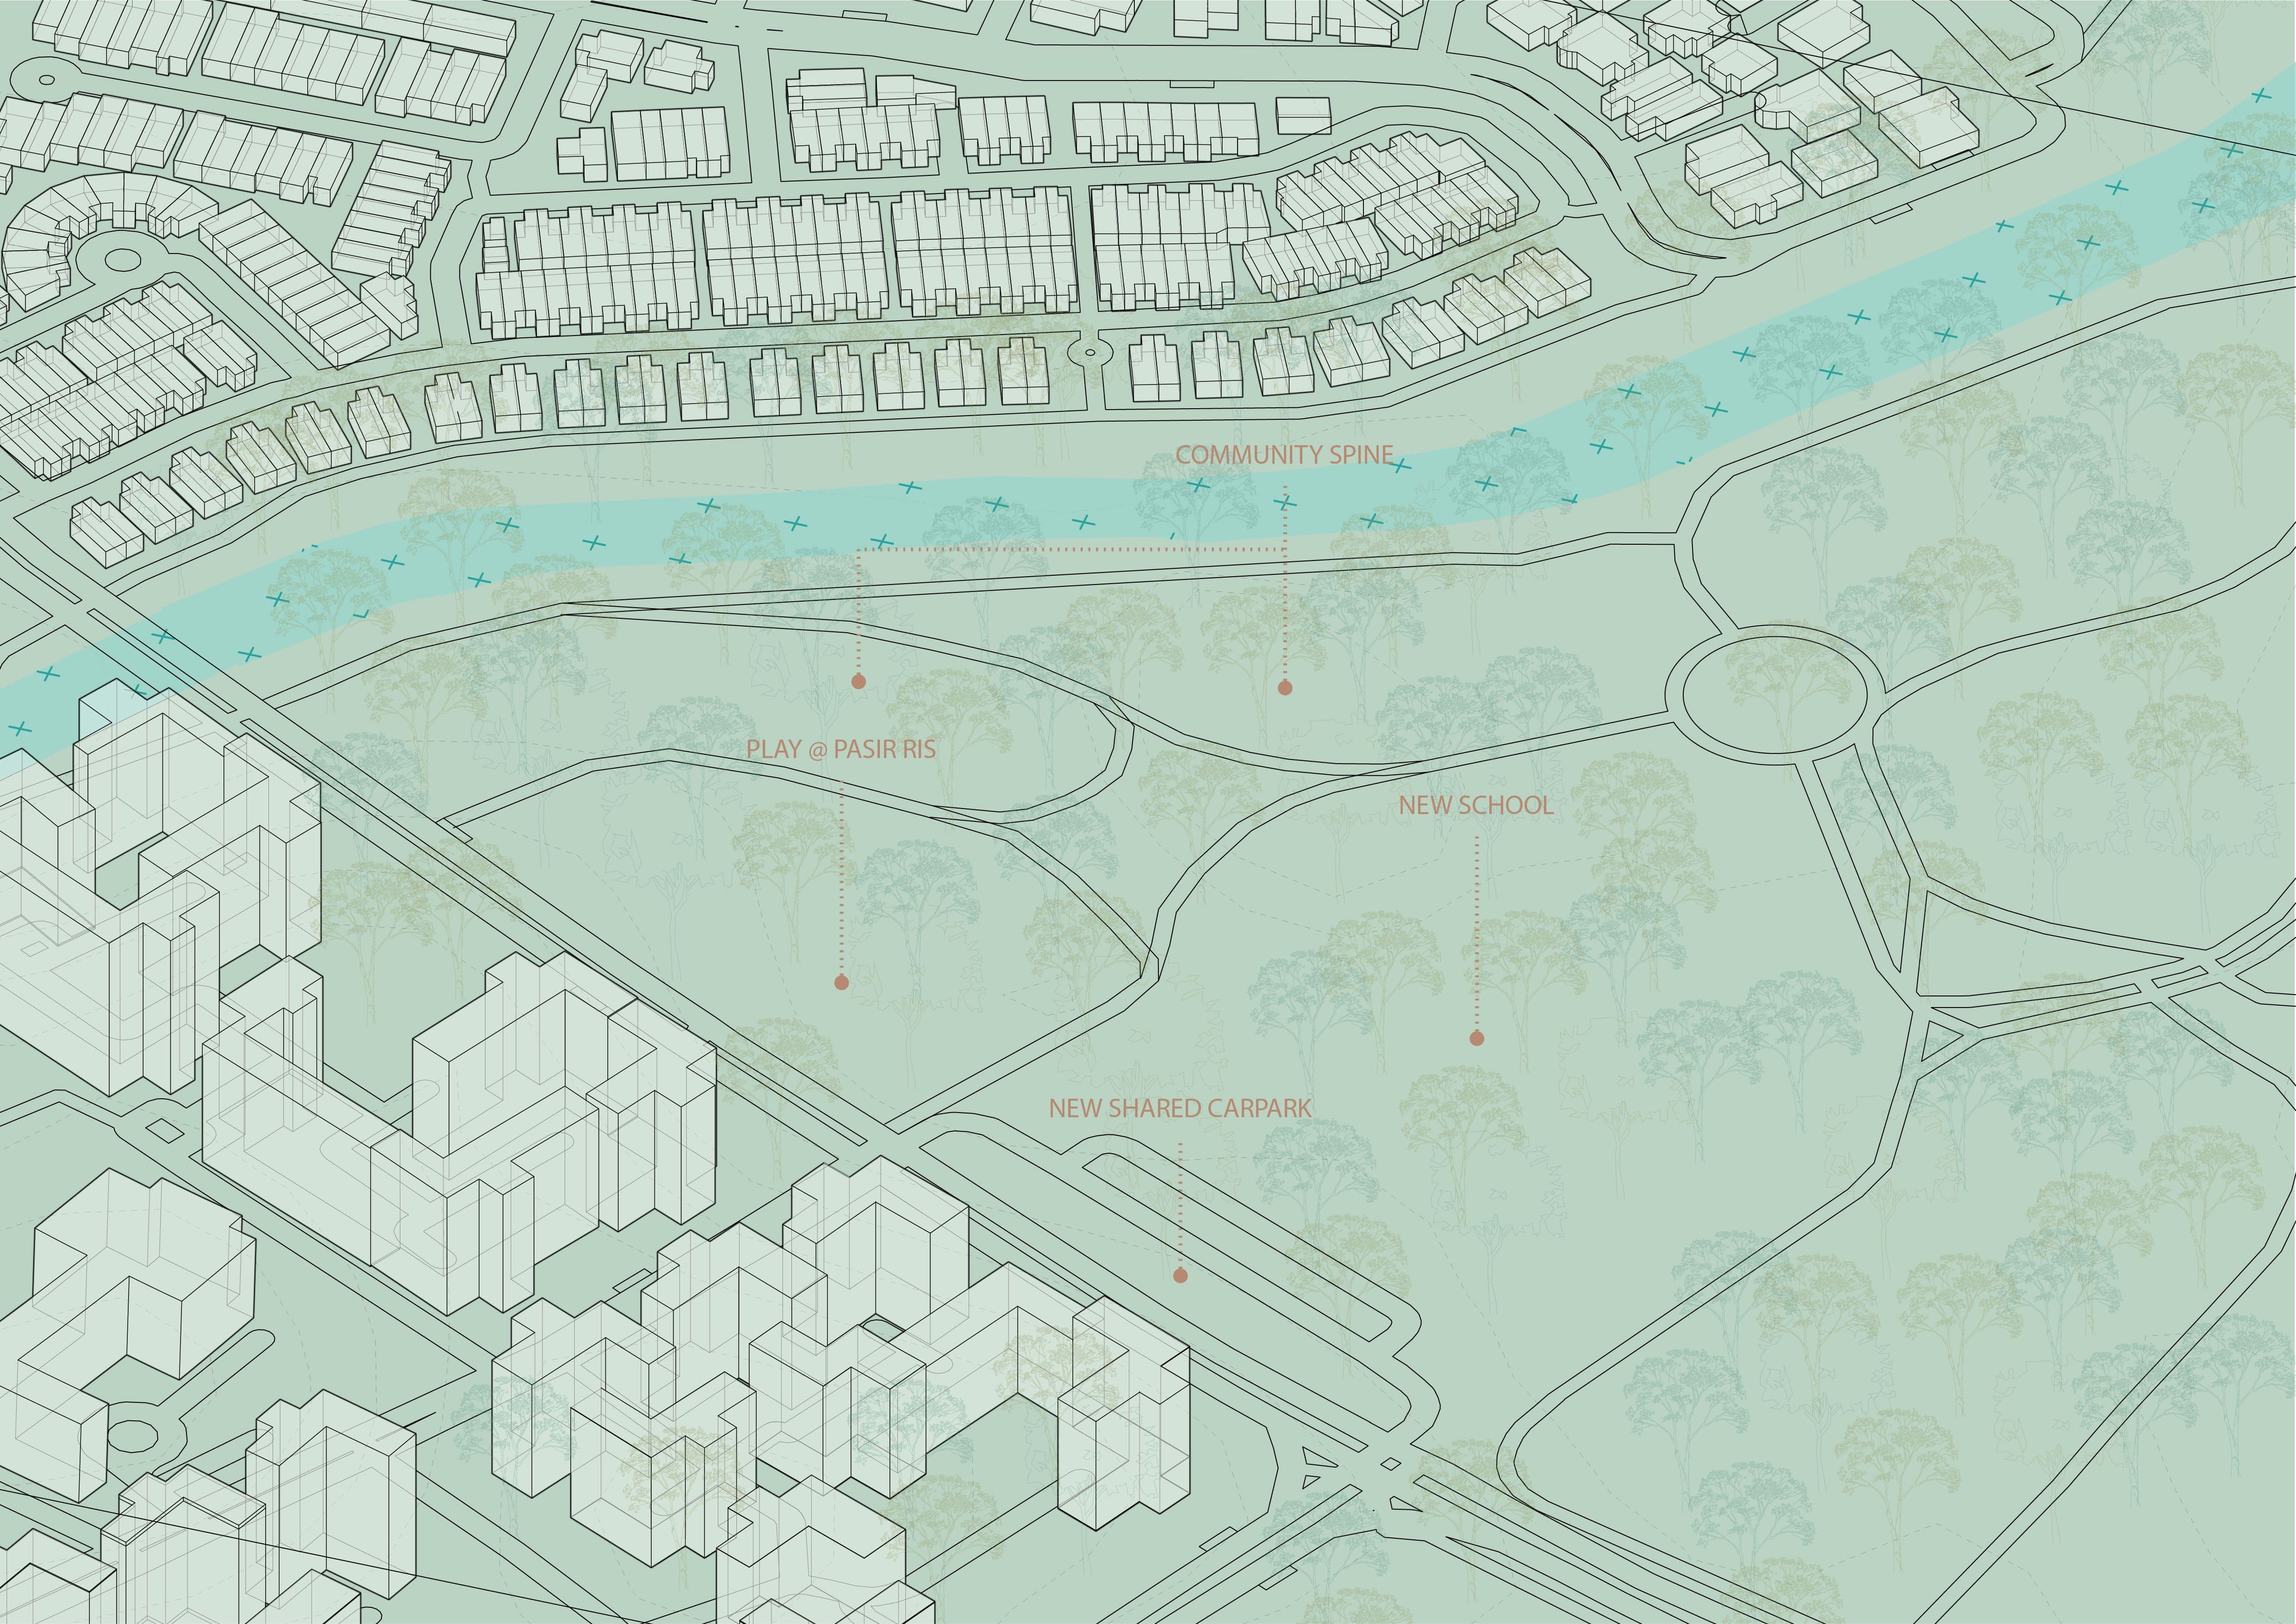 COMMUNITY SPINE
PLAY @ PASIR RIS
NEW SCHOOL
NEW SHARED CARPARK